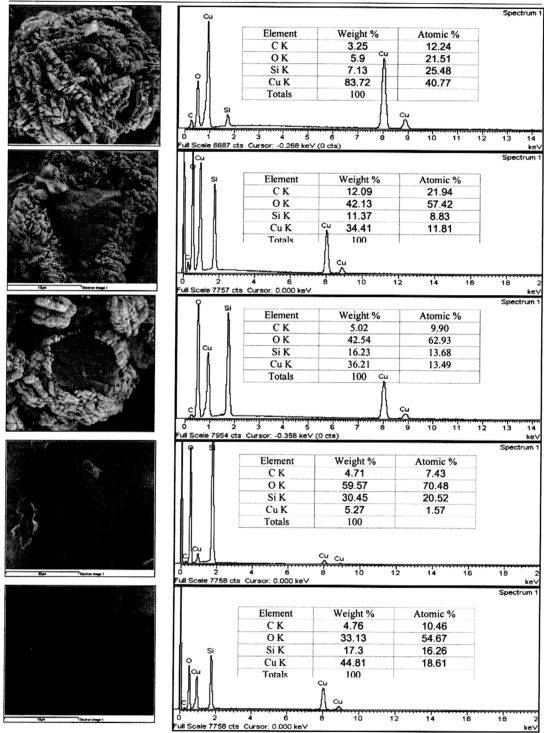 Spectrum 1
Element Weight % Atomic %
C K 3.25 12.24
O K 5.9 21.51
Si K 7.13 25.48
Cu K 83.72 40.77
Totals 100
Cu
O
C
Si
Cu
Cu
0 1 2 3 4 5 6 7 8 9 10 11 12 13 14
Full Scale 6687 cts Cursor: -0.268 keV (0 cts) keV
Spectrum 1
Element Weight % Atomic %
C K 12.09 21.94
O K 42.13 57.42
Si K 11.37 8.83
Cu K 34.41 11.81
Totals 100
Cu
Si
Cu
Cu
0 2 4 6 8 10 12 14 16 18 2
Full Scale 7757 cts Cursor: 0.000 keV keV
Electron Image 1
Spectrum 1
Element Weight % Atomic %
C K 5.02 9.90
O K 42.54 62.93
Si K 16.23 13.68
Cu K 36.21 13.49
Totals 100
O
Si
Cu
C
Cu
Cu
0 1 2 3 4 5 6 7 8 9 10 11 12 13 14
Full Scale 7954 cts Cursor: -0.356 keV (0 cts) keV
Spectrum 1
Element Weight % Atomic %
C K 4.71 7.43
O K 59.57 70.48
Si K 30.45 20.52
Cu K 5.27 1.57
Totals 100
Cu
C
Cu Cu
0 2 4 6 8 10 12 14 16 18 2
Full Scale 7758 cts Cursor: 0.000 keV keV
Electron Image 1
Spectrum 1
Element Weight % Atomic %
C K 4.76 10.46
O K 33.13 54.67
Si K 17.3 16.26
Cu K 44.81 18.61
Totals 100
O
Cu
Si
C
Cu
Cu
0 2 4 6 8 10 12 14 16 18 2
Full Scale 7758 cts Cursor: 0.000 keV keV
Electron Image 1